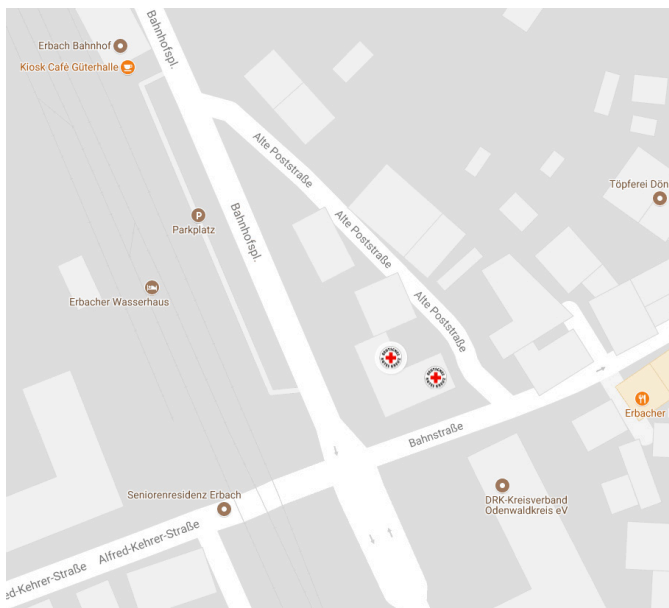 Bahnhofspl.
Erbach Bahnhof
Kiosk Café Güterhalle
Alte Poststraße
Töpferei Dön
P
Parkplatz
Bahnhofspl.
Alte Poststraße
Erbacher Wasserhaus
Alte Poststraße
Erbacher
Bahnstraße
Seniorenresidenz Erbach
DRK-Kreisverband
Odenwaldkreis eV
Alfred-Kehrer-Straße
ed-Kehrer-Straße